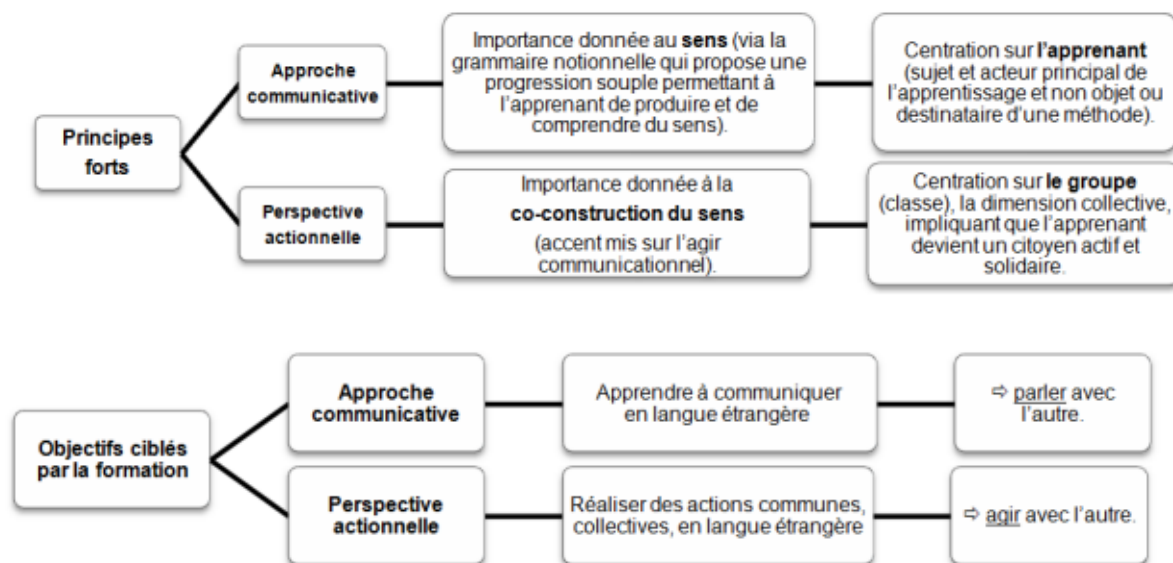 Principes
forts
Approche
communicative
Importance donnée au sens (via la
grammaire notionnelle qui propose une
progression souple permettant à
l’apprenant de produire et de
comprendre du sens).
Centration sur l’apprenant
(sujet et acteur principal de
l’apprentissage et non objet ou
destinataire d’une méthode).
Perspective
actionnelle
Importance donnée à la
co-construction du sens
(accent mis sur l’agir
communicationnel).
Centration sur le groupe
(classe), la dimension collective,
impliquant que l’apprenant
devient un citoyen actif et
solidaire.
Objectifs ciblés
par la formation
Approche
communicative
Apprendre à communiquer
en langue étrangère
⇨ parler avec
l’autre.
Perspective
actionnelle
Réaliser des actions communes,
collectives, en langue étrangère
⇨ agir avec l’autre.